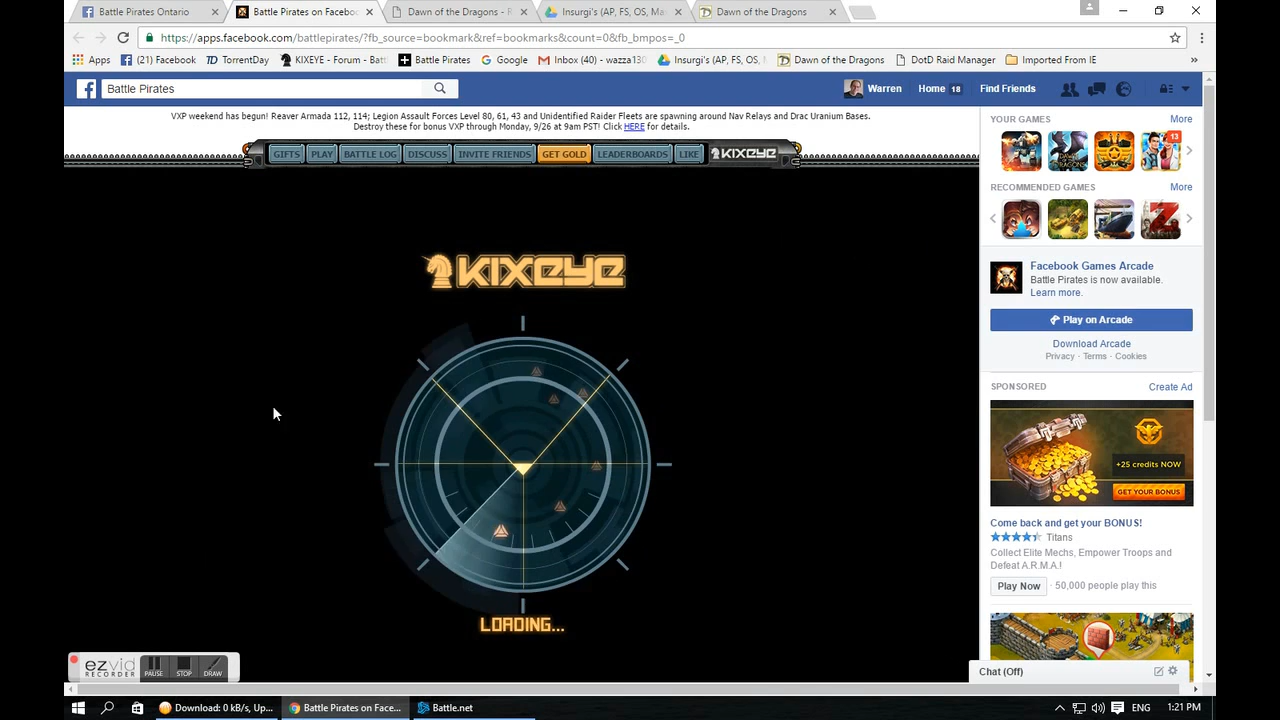 Battle Pirates Ontario
Battle Pirates on Faceboo
Dawn of the Dragons - R
Insurgi's (AP, FS, OS, Ma
Dawn of the Dragons
https://apps.facebook.com/battlepirates/?fb_source=bookmark&ref=bookmarks&count=0&fb_bmpos=_0
Apps
(21) Facebook
TorrentDay
KIXEYE - Forum - Batt
Battle Pirates
Google
Inbox (40) - wazza130
Insurgi's (AP, FS, OS,
Dawn of the Dragons
DotD Raid Manager
Imported From IE
Battle Pirates
Warren
Home 18
Find Friends
VXP weekend has begun! Reaver Armada 112, 114; Legion Assault Forces Level 80, 61, 43 and Unidentified Raider Fleets are spawning around Nav Relays and Drac Uranium Bases.
Destroy these for bonus VXP through Monday, 9/26 at 9am PST! Click HERE for details.
GIFTS PLAY BATTLE LOG DISCUSS INVITE FRIENDS GET GOLD LEADERBOARDS LIKE KIXEYE
KIXEYE
LOADING...
YOUR GAMES More
13
RECOMMENDED GAMES More
Facebook Games Arcade
Battle Pirates is now available.
Learn more.
Play on Arcade
Download Arcade
Privacy · Terms · Cookies
SPONSORED Create Ad
+25 credits NOW
GET YOUR BONUS
Come back and get your BONUS!
Titans
Collect Elite Mechs, Empower Troops and
Defeat A.R.M.A.!
Play Now · 50,000 people play this
Chat (Off)
ezvid
RECORDER
PAUSE STOP DRAW
Download: 0 kB/s, Up...
Battle Pirates on Face...
Battle.net
ENG
1:21 PM